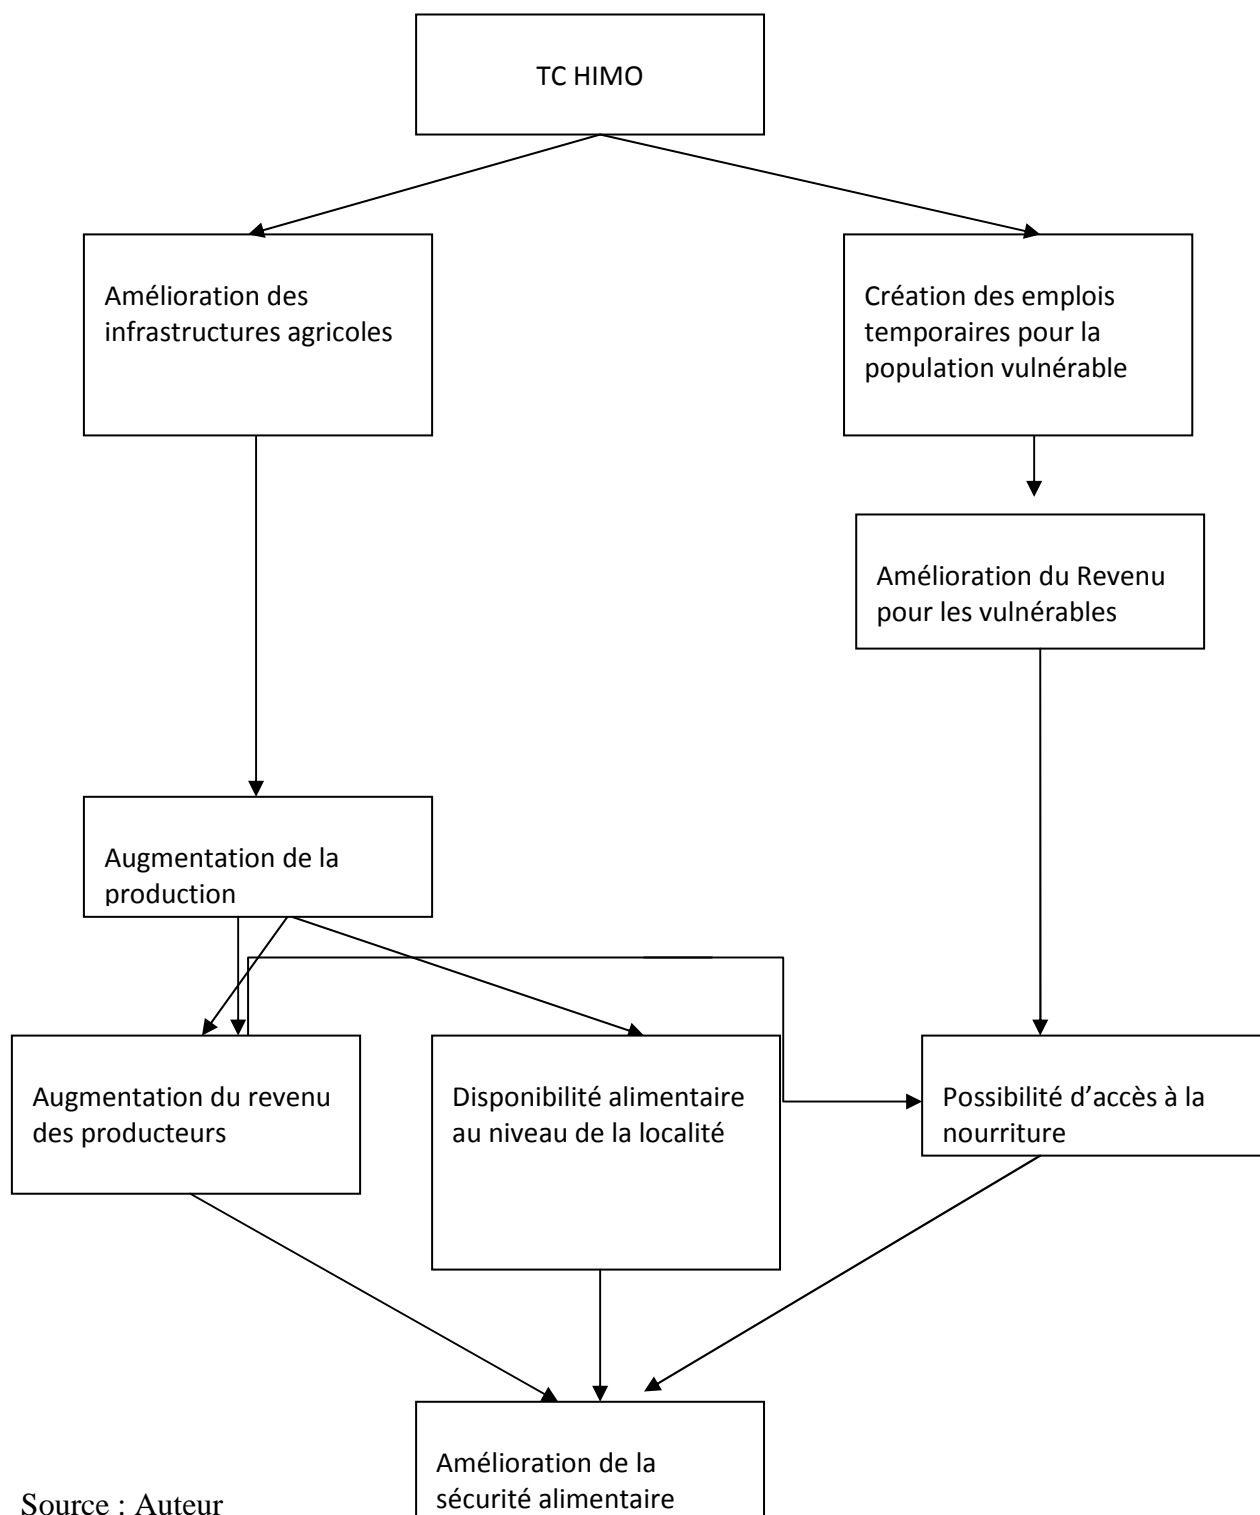 TC HIMO
Amélioration des
infrastructures agricoles
Création des emplois
temporaires pour la
population vulnérable
Amélioration du Revenu
pour les vulnérables
Augmentation de la
production
Augmentation du revenu
des producteurs
Disponibilité alimentaire
au niveau de la localité
Possibilité d’accès à la
nourriture
Amélioration de la
sécurité alimentaire
Source : Auteur